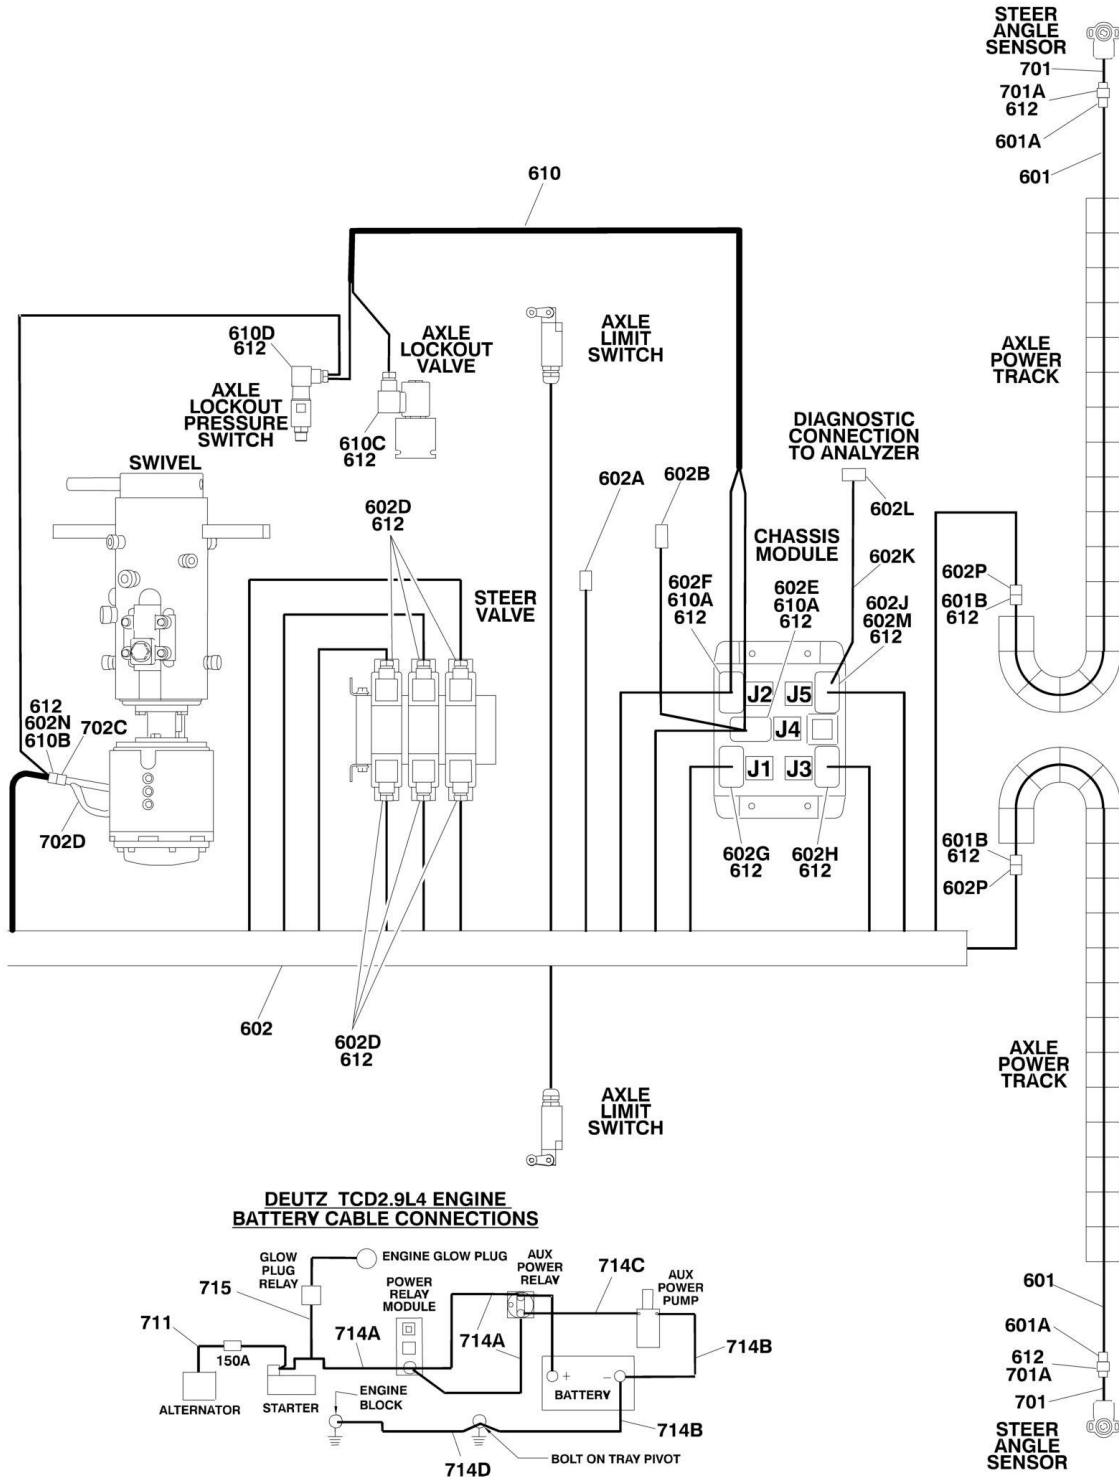 STEER
ANGLE
SENSOR
701
701A
612
601A
601
610
AXLE
POWER
TRACK
610D
612
AXLE
LOCKOUT
VALVE
AXLE
LIMIT
SWITCH
AXLE
LOCKOUT
PRESSURE
SWITCH
610C
612
DIAGNOSTIC
CONNECTION
TO ANALYZER
SWIVEL
602A
602B
602L
602D
612
CHASSIS
MODULE
602K
STEER
VALVE
602F
610A
612
602E
610A
612
602J
602M
612
602P
601B
612
J2
J5
J4
J1
J3
612
602N
610B
702C
702D
602G
612
602H
612
601B
612
602P
602
602D
612
AXLE
POWER
TRACK
AXLE
LIMIT
SWITCH
DEUTZ TCD2.9L4 ENGINE
BATTERY CABLE CONNECTIONS
GLOW
PLUG
RELAY
ENGINE GLOW PLUG
AUX
POWER
RELAY
714C
AUX
POWER
PUMP
715
POWER
RELAY
MODULE
711
714A
714A
714B
150A
+
−
BATTERY
ALTERNATOR
STARTER
ENGINE
BLOCK
714B
BOLT ON TRAY PIVOT
714D
601
601A
612
701A
701
STEER
ANGLE
SENSOR